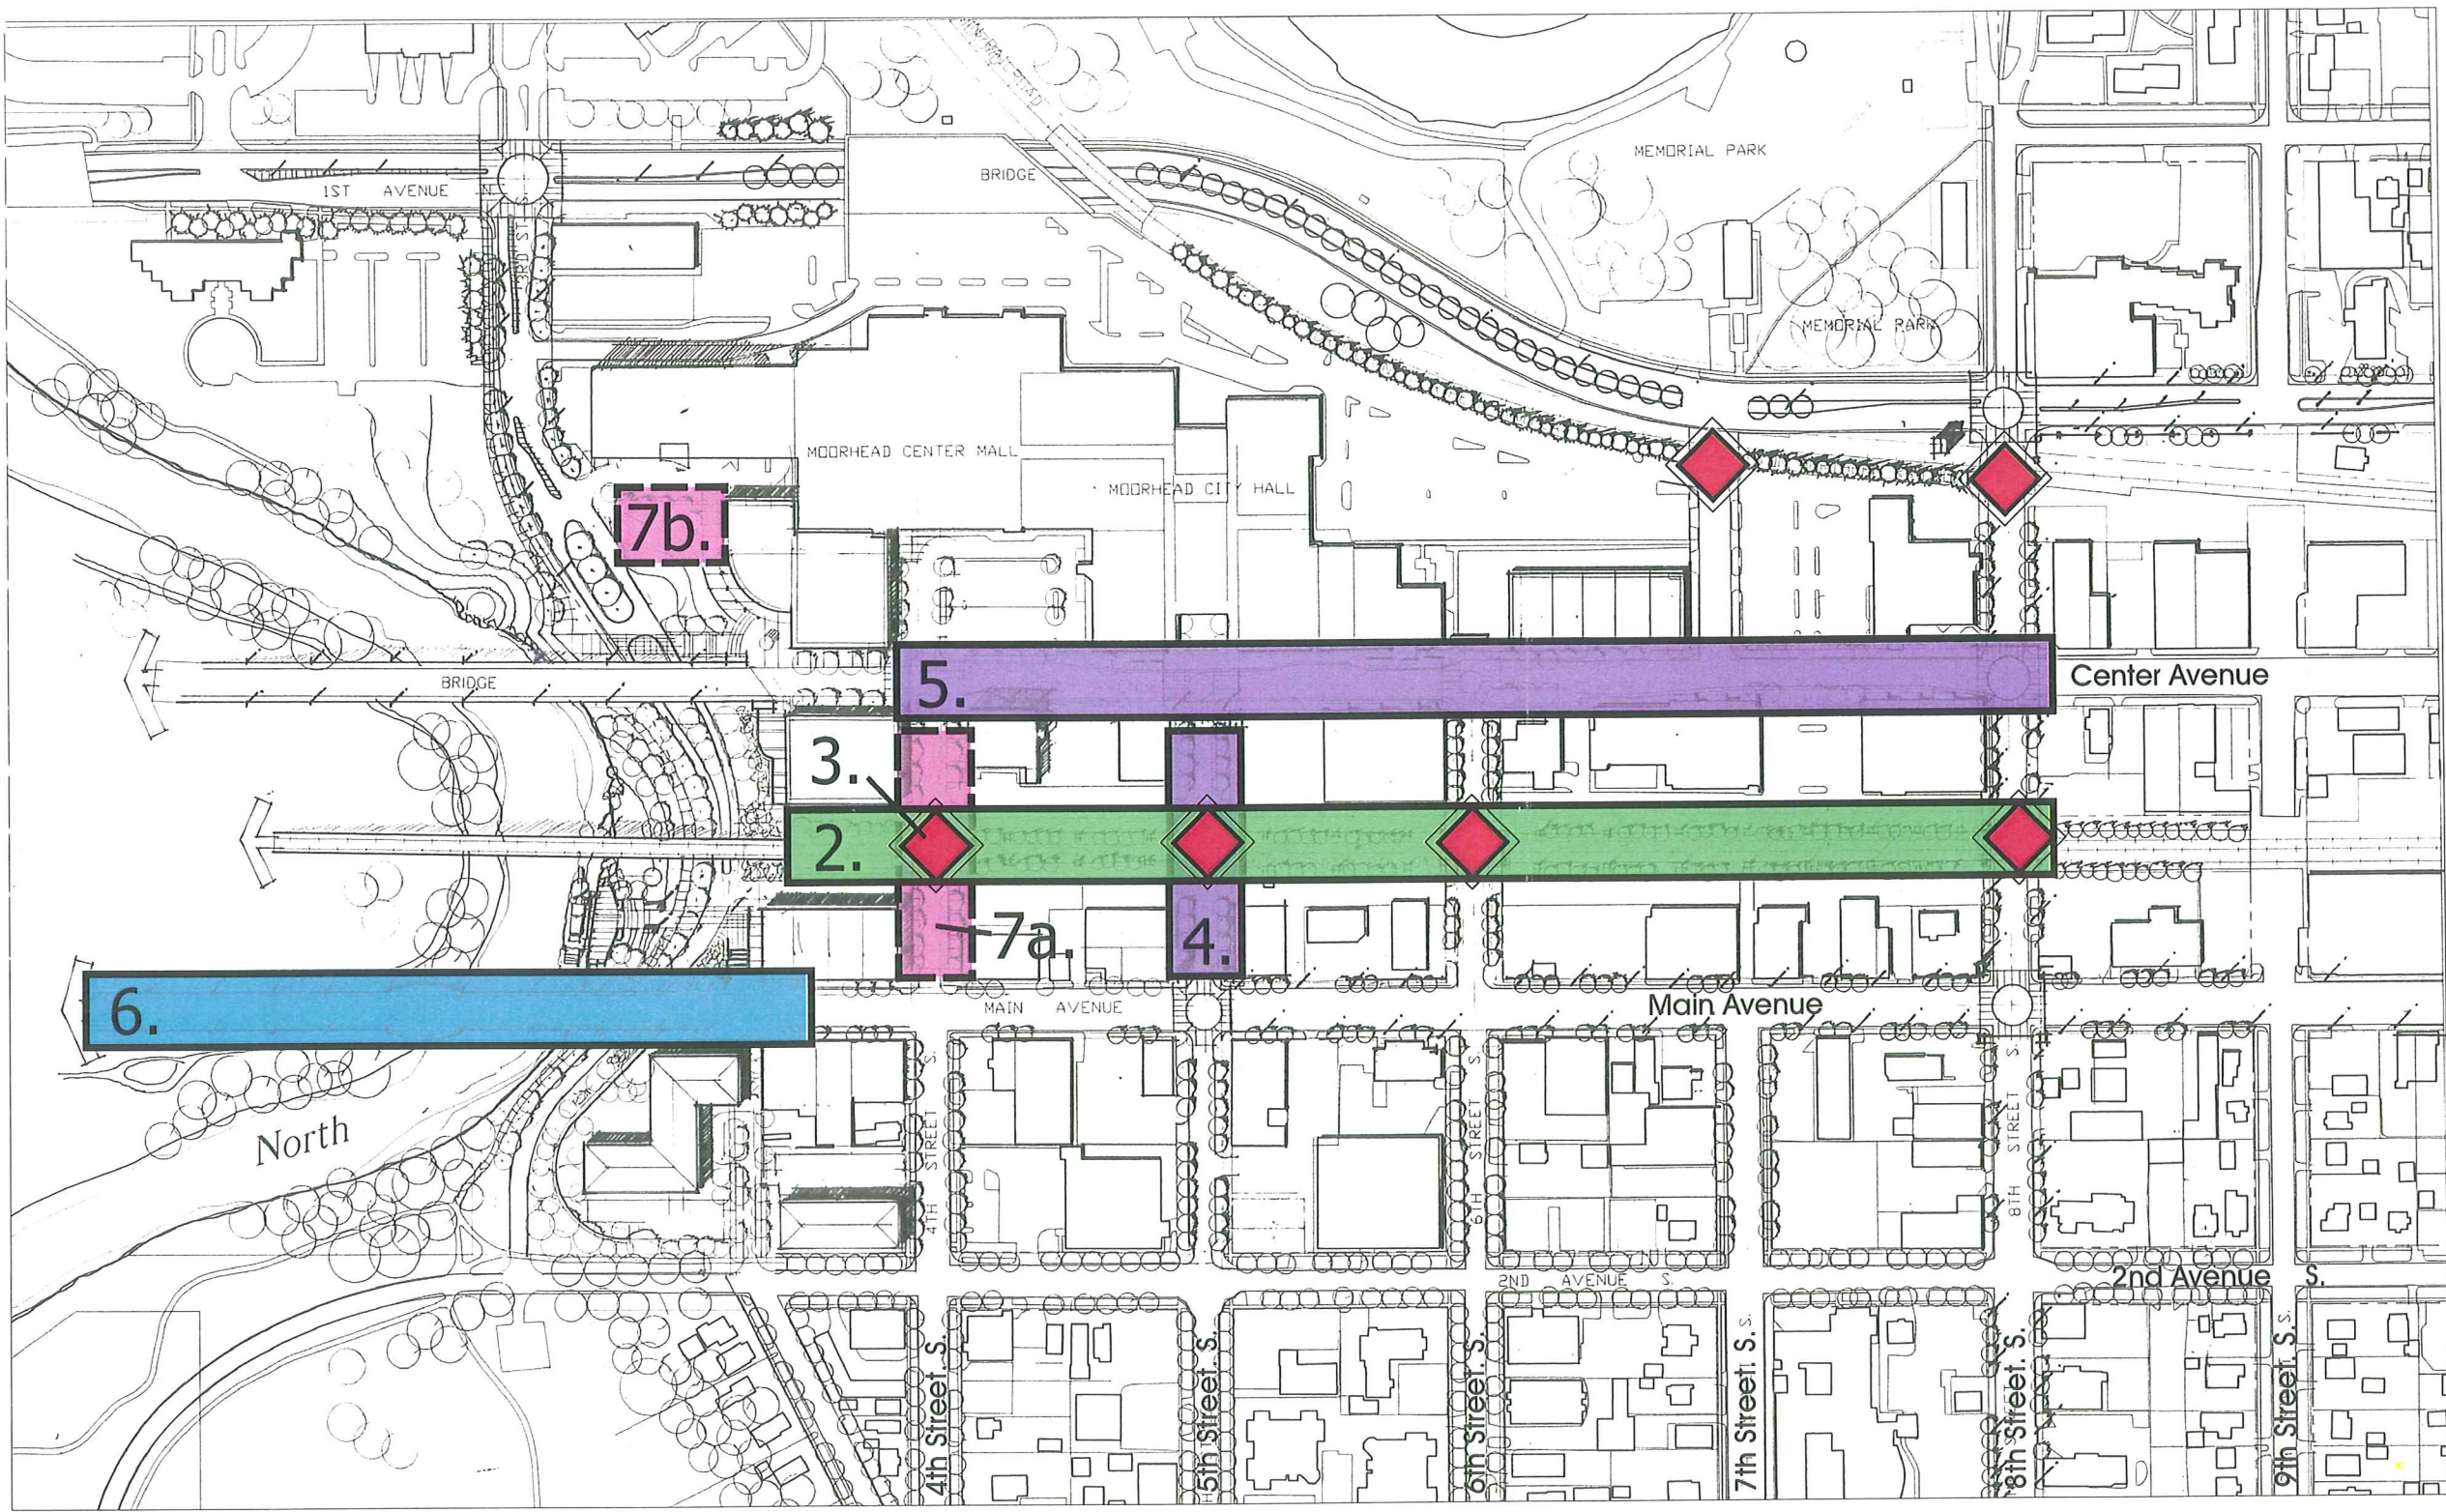 RAILROAD
MEMORIAL PARK
BRIDGE
1ST AVENUE N.
3RD ST
MEMORIAL PARK
MOORHEAD CENTER MALL
MOORHEAD CITY HALL
7b.
BRIDGE
5.
Center Avenue
3.
2.
7a.
4.
6.
MAIN AVENUE
Main Avenue
North
4TH STREET S.
6TH STREET S.
8TH STREET S.
2ND AVENUE S.
2nd Avenue S.
4th Street. S.
5th Street. S.
6th Street. S.
7th Street. S.
S.
8th Street. S.
9th Street. S.
S.